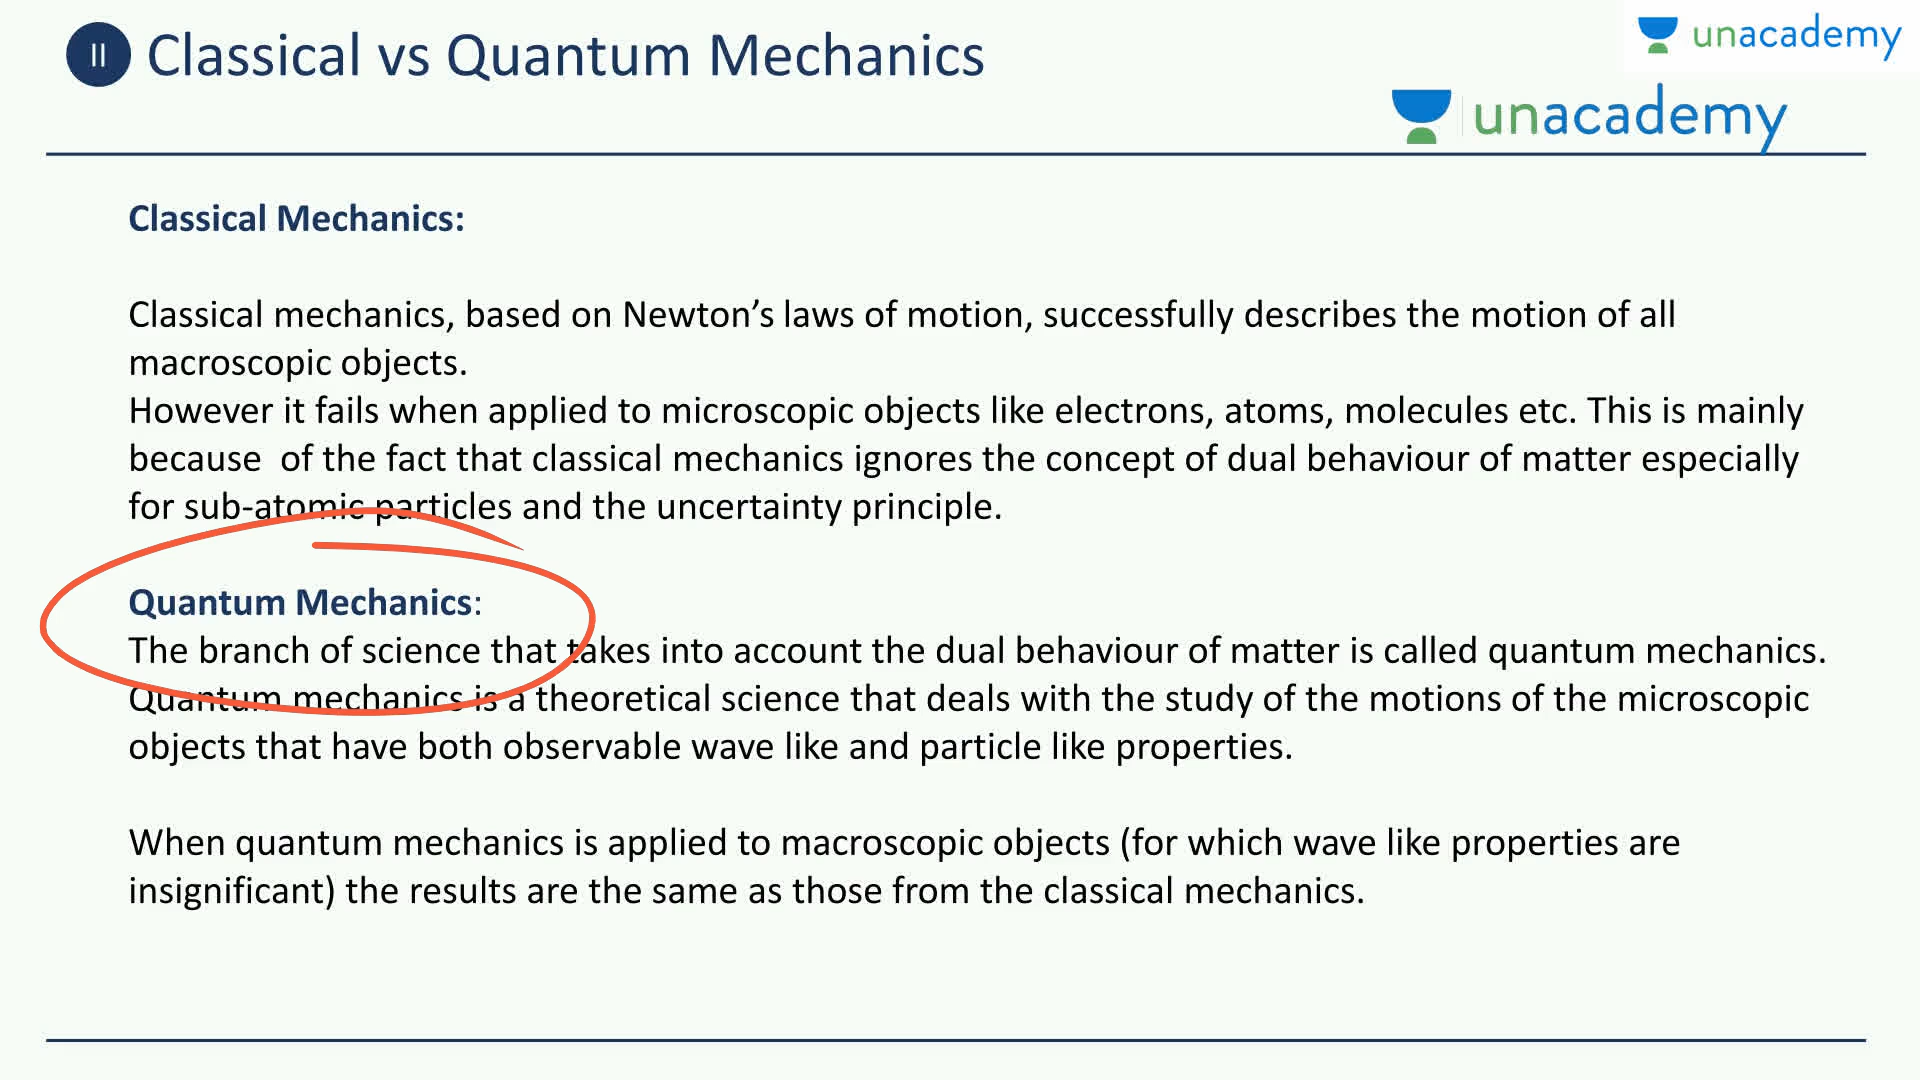 II Classical vs Quantum Mechanics
unacademy
unacademy
Classical Mechanics:
Classical mechanics, based on Newton’s laws of motion, successfully describes the motion of all
macroscopic objects.
However it fails when applied to microscopic objects like electrons, atoms, molecules etc. This is mainly
because of the fact that classical mechanics ignores the concept of dual behaviour of matter especially
for sub-atomic particles and the uncertainty principle.
Quantum Mechanics:
The branch of science that takes into account the dual behaviour of matter is called quantum mechanics.
Quantum mechanics is a theoretical science that deals with the study of the motions of the microscopic
objects that have both observable wave like and particle like properties.
When quantum mechanics is applied to macroscopic objects (for which wave like properties are
insignificant) the results are the same as those from the classical mechanics.